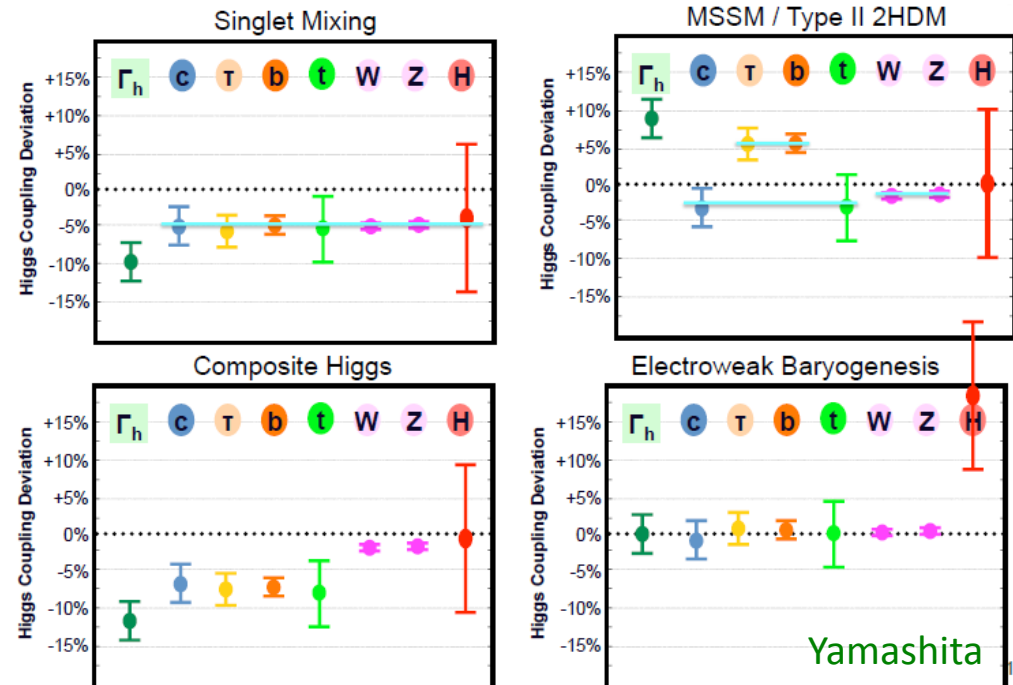 Singlet Mixing
Higgs Coupling Deviation
+15%
+10%
+5%
0%
-5%
-10%
-15%
Γh c τ b t W Z H
MSSM / Type II 2HDM
Higgs Coupling Deviation
+15%
+10%
+5%
0%
-5%
-10%
-15%
Γh c τ b t W Z H
Composite Higgs
Higgs Coupling Deviation
+15%
+10%
+5%
0%
-5%
-10%
-15%
Γh c τ b t W Z H
Electroweak Baryogenesis
Higgs Coupling Deviation
+15%
+10%
+5%
0%
-5%
-10%
-15%
Γh c τ b t W Z H
Yamashita
1